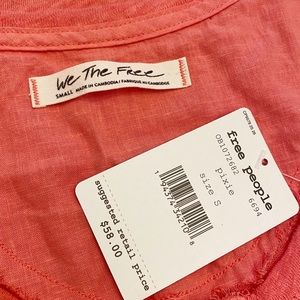 We The Free
SMALL MADE IN CAMBODIA / FABRIQUÉ AU CAMBODGE
free people
OB1072682 6694
pixie
size S
suggested retail price
$58.00